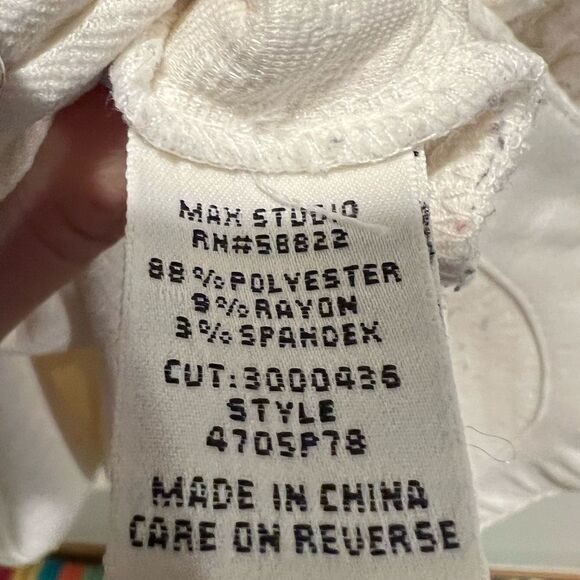 MAX STUDIO
RN#58822
88%POLYESTER
9%RAYON
3%SPANDEX
CUT:3000436
STYLE
4705P78
MADE IN CHINA
CARE ON REVERSE